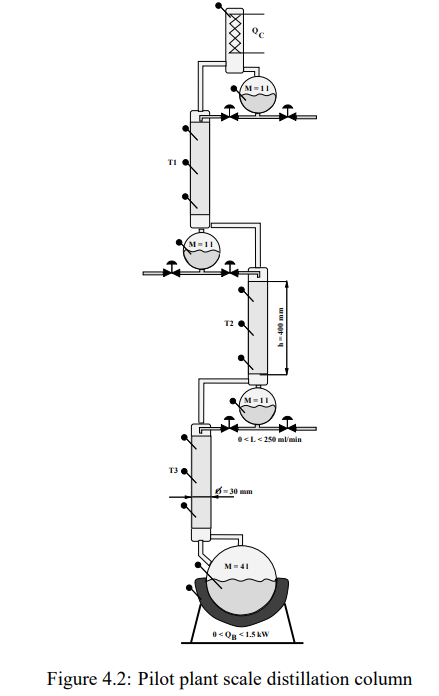 Q_C
M = 1 l
T1
M = 1 l
T2
h = 400 mm
M = 1 l
0 < L < 250 ml/min
T3
Ø = 30 mm
M = 4 l
0 < Q_B < 1.5 kW
Figure 4.2: Pilot plant scale distillation column